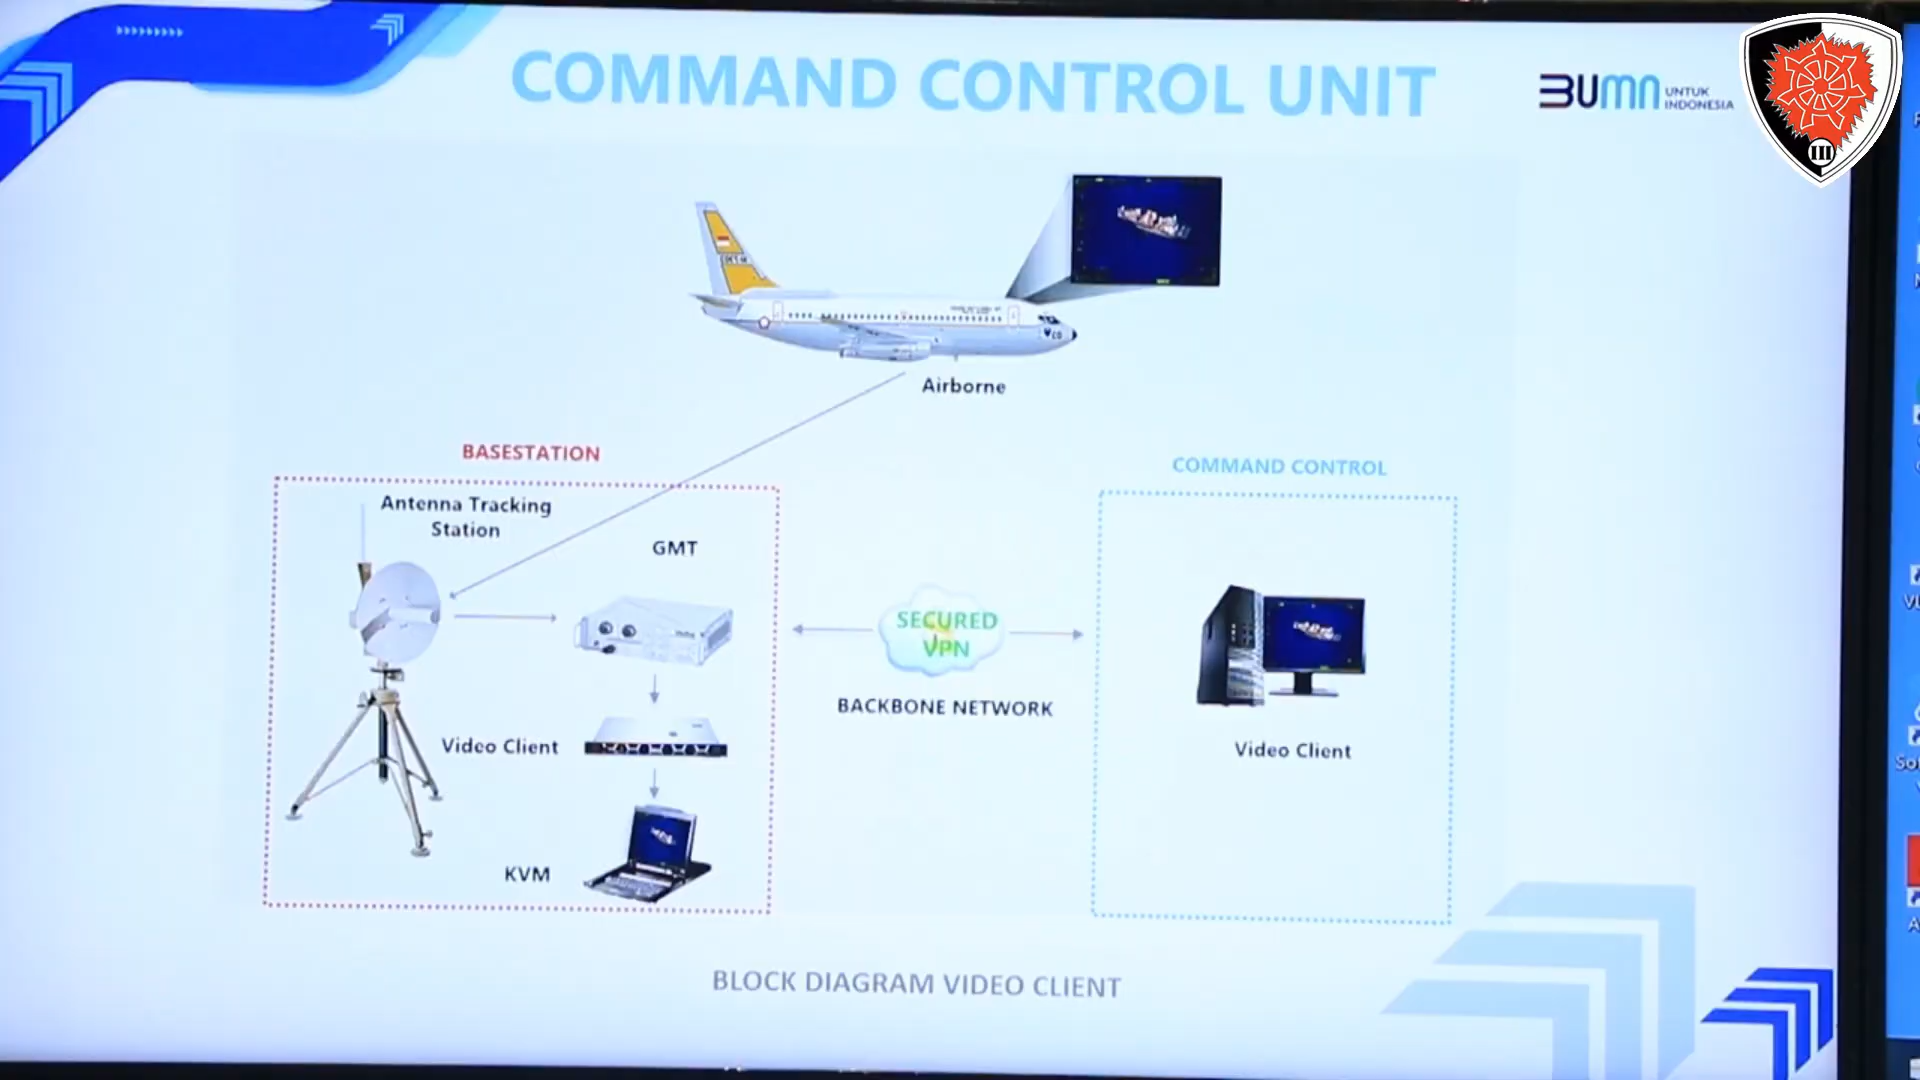 COMMAND CONTROL UNIT
BUMN
UNTUK
INDONESIA
III
Airborne
BASESTATION
COMMAND CONTROL
Antenna Tracking
Station
GMT
SECURED
VPN
BACKBONE NETWORK
Video Client
Video Client
KVM
BLOCK DIAGRAM VIDEO CLIENT